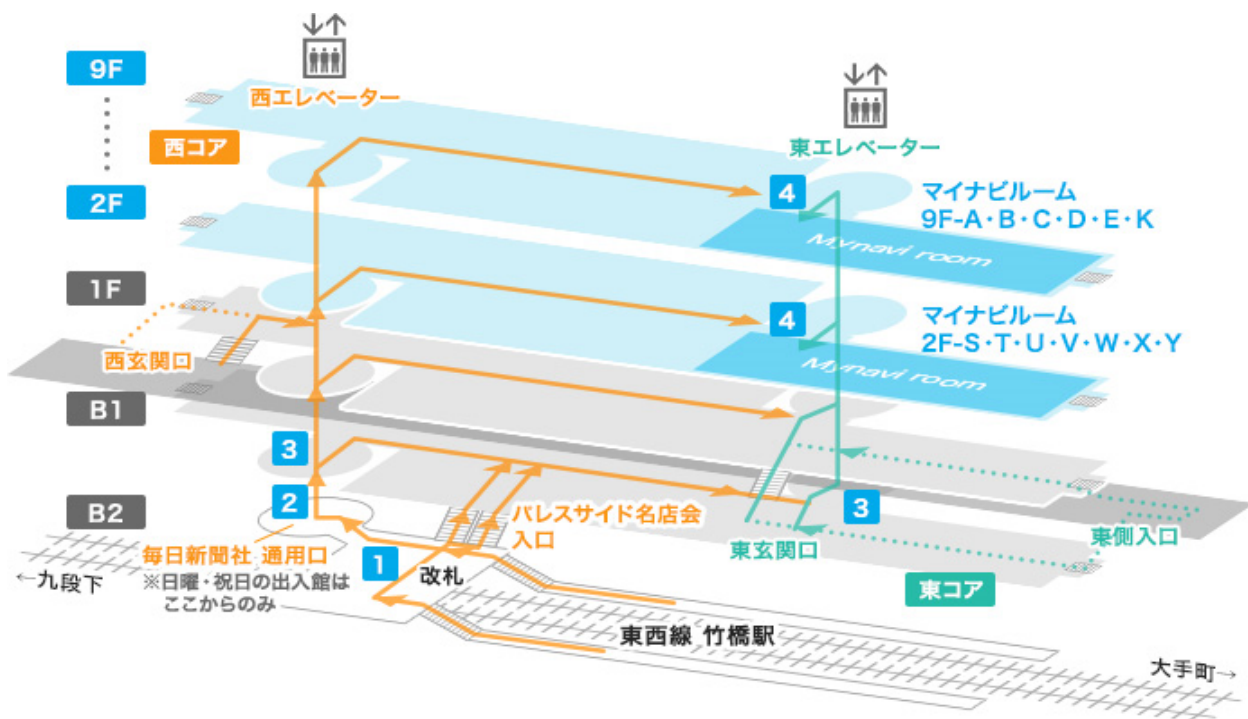 9F
西エレベーター
西コア
東エレベーター
4
マイナビルーム
9F-A・B・C・D・E・K
Mynavi room
2F
1F
4
マイナビルーム
2F-S・T・U・V・W・X・Y
Mynavi room
西玄関口
B1
3
2
3
B2
パレスサイド名店会
入口
東玄関口
東側入口
毎日新聞社 通用口
※日曜・祝日の出入館は
ここからのみ
1
改札
東コア
←九段下
東西線 竹橋駅
大手町→